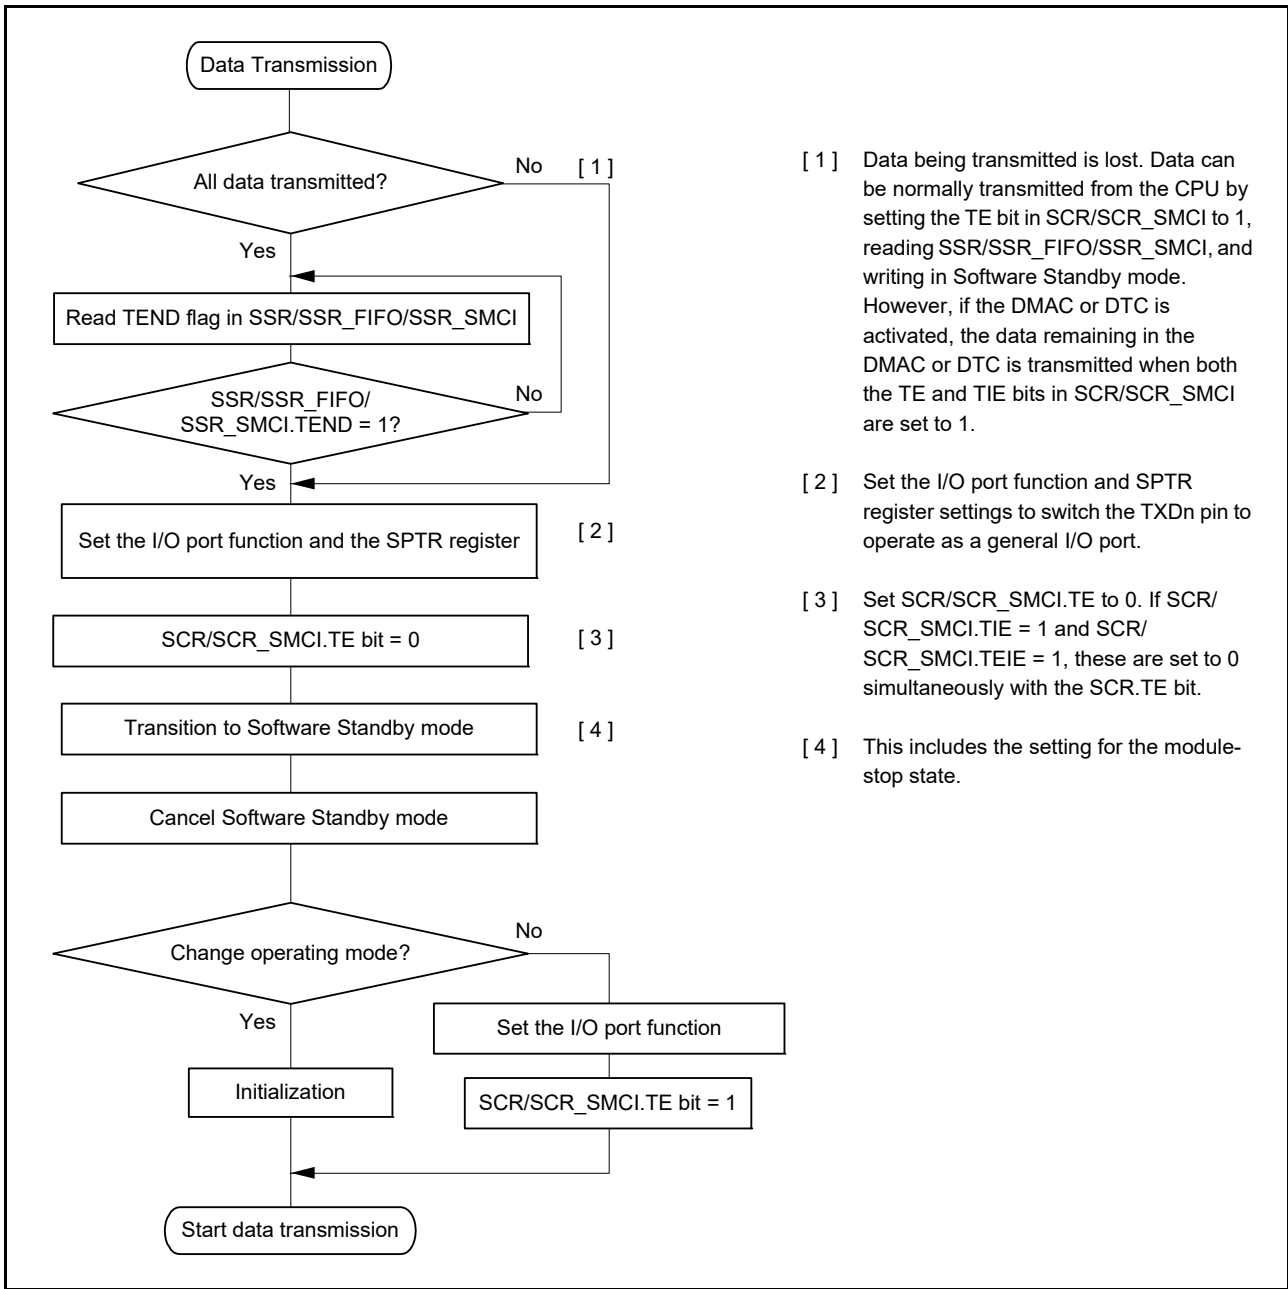 Data Transmission
All data transmitted?
No
[ 1 ]
Yes
Read TEND flag in SSR/SSR_FIFO/SSR_SMCI
SSR/SSR_FIFO/
SSR_SMCI.TEND = 1?
No
Yes
Set the I/O port function and the SPTR register
[ 2 ]
SCR/SCR_SMCI.TE bit = 0
[ 3 ]
Transition to Software Standby mode
[ 4 ]
Cancel Software Standby mode
Change operating mode?
No
Yes
Set the I/O port function
Initialization
SCR/SCR_SMCI.TE bit = 1
Start data transmission
[ 1 ] Data being transmitted is lost. Data can
be normally transmitted from the CPU by
setting the TE bit in SCR/SCR_SMCI to 1,
reading SSR/SSR_FIFO/SSR_SMCI, and
writing in Software Standby mode.
However, if the DMAC or DTC is
activated, the data remaining in the
DMAC or DTC is transmitted when both
the TE and TIE bits in SCR/SCR_SMCI
are set to 1.
[ 2 ] Set the I/O port function and SPTR
register settings to switch the TXDn pin to
operate as a general I/O port.
[ 3 ] Set SCR/SCR_SMCI.TE to 0. If SCR/
SCR_SMCI.TIE = 1 and SCR/
SCR_SMCI.TEIE = 1, these are set to 0
simultaneously with the SCR.TE bit.
[ 4 ] This includes the setting for the module-
stop state.